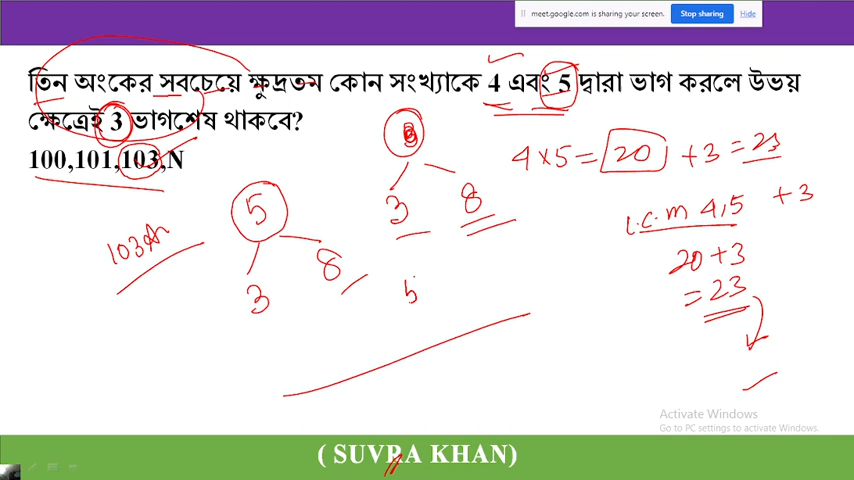 meet.google.com is sharing your screen. Stop sharing Hide
তিন অংকের সবচেয়ে ক্ষুদ্রতম কোন সংখ্যাকে 4 এবং 5 দ্বারা ভাগ করলে উভয়
ক্ষেত্রেই 3 ভাগশেষ থাকবে?
100,101,103,N
4×5= 20 +3 =23
3 8
5
3 8
103
5
L.C.M 4,5 +3
20+3
=23
Activate Windows
Go to PC settings to activate Windows.
( SUVRA KHAN)